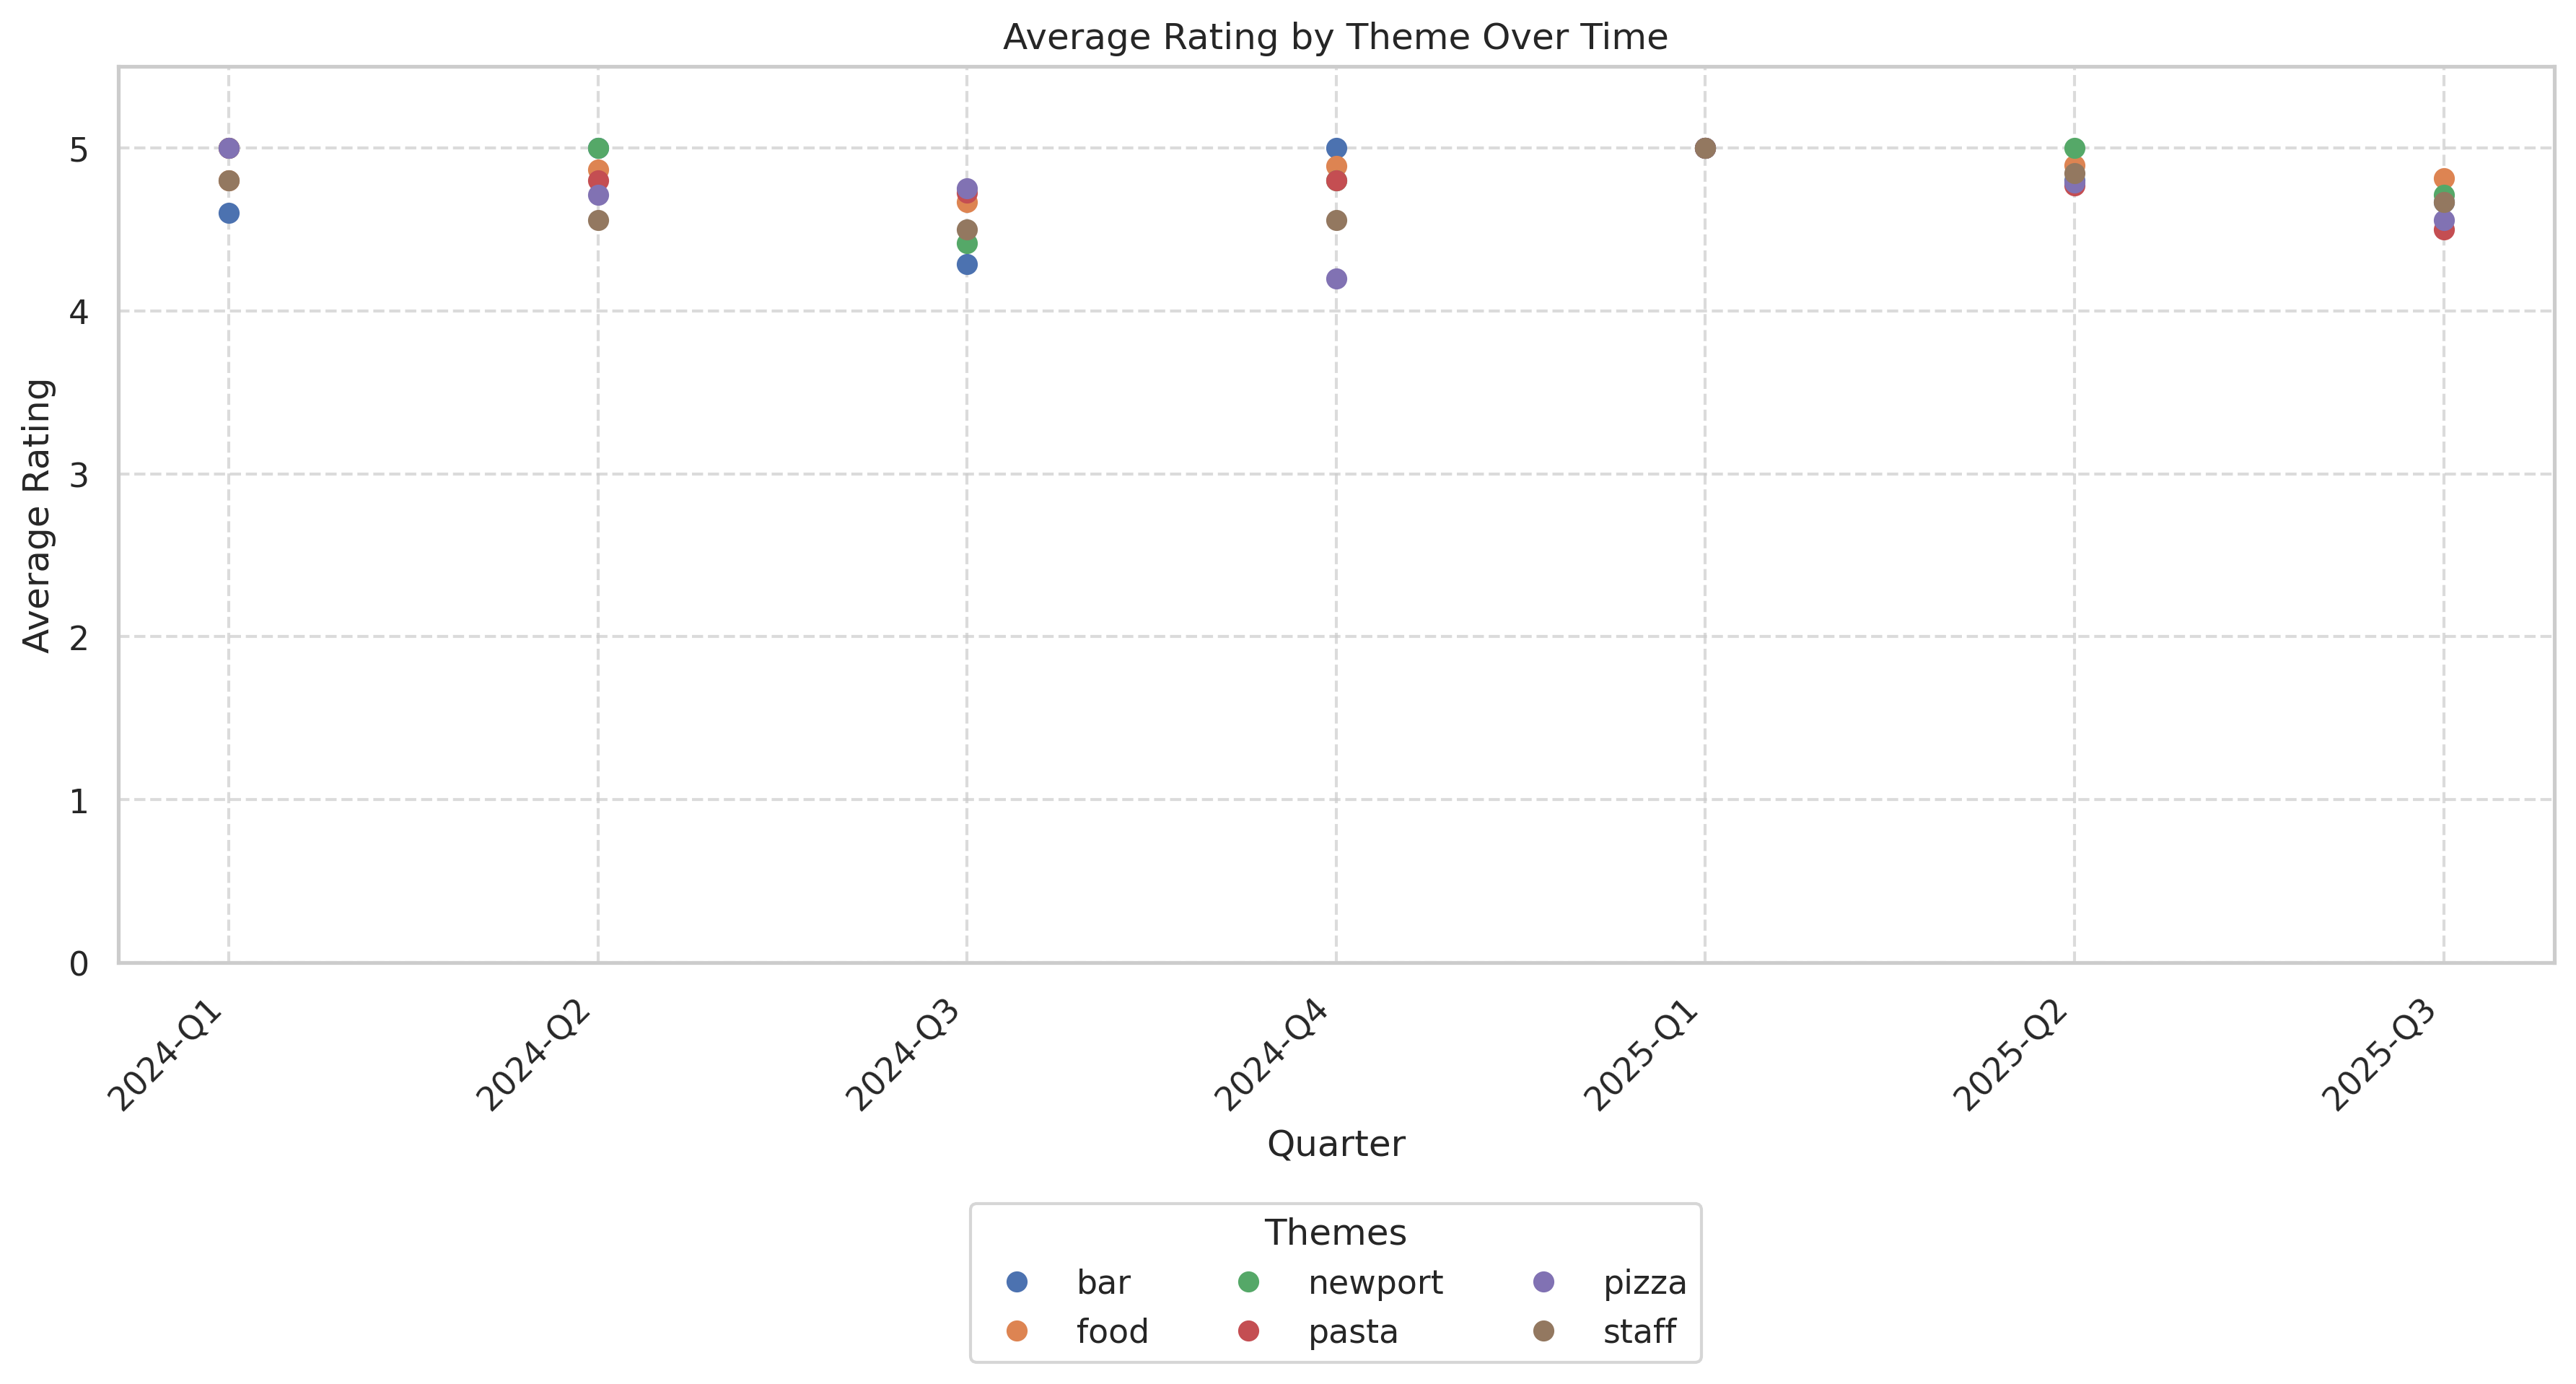 Average Rating by Theme Over Time
Average Rating
5
4
3
2
1
0
2024-Q1
2024-Q2
2024-Q3
2024-Q4
2025-Q1
2025-Q2
2025-Q3
Quarter
Themes
bar newport pizza
food pasta staff